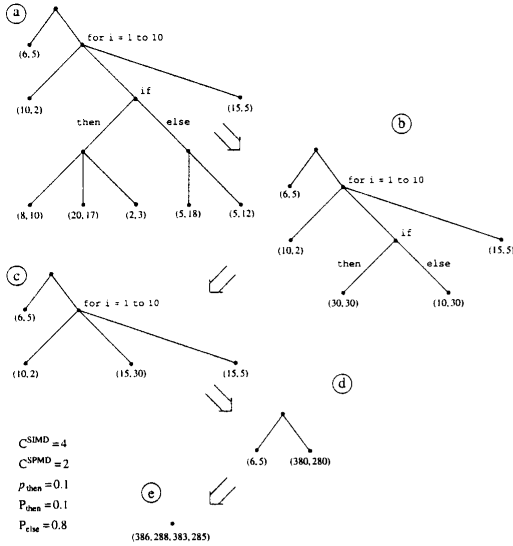 a
for i = 1 to 10
(6, 5)
if
(10, 2)
(15, 5)
then
else
(8, 10)
(20, 17)
(2, 3)
(5, 18)
(5, 12)
b
for i = 1 to 10
(6, 5)
if
(10, 2)
(15, 5)
then
else
(30, 30)
(10, 30)
c
for i = 1 to 10
(6, 5)
(10, 2)
(15, 30)
(15, 5)
d
(6, 5)
(380, 280)
C^SIMD = 4
C^SPMD = 2
p_then = 0.1
P_then = 0.1
P_else = 0.8
e
(386, 288, 383, 285)